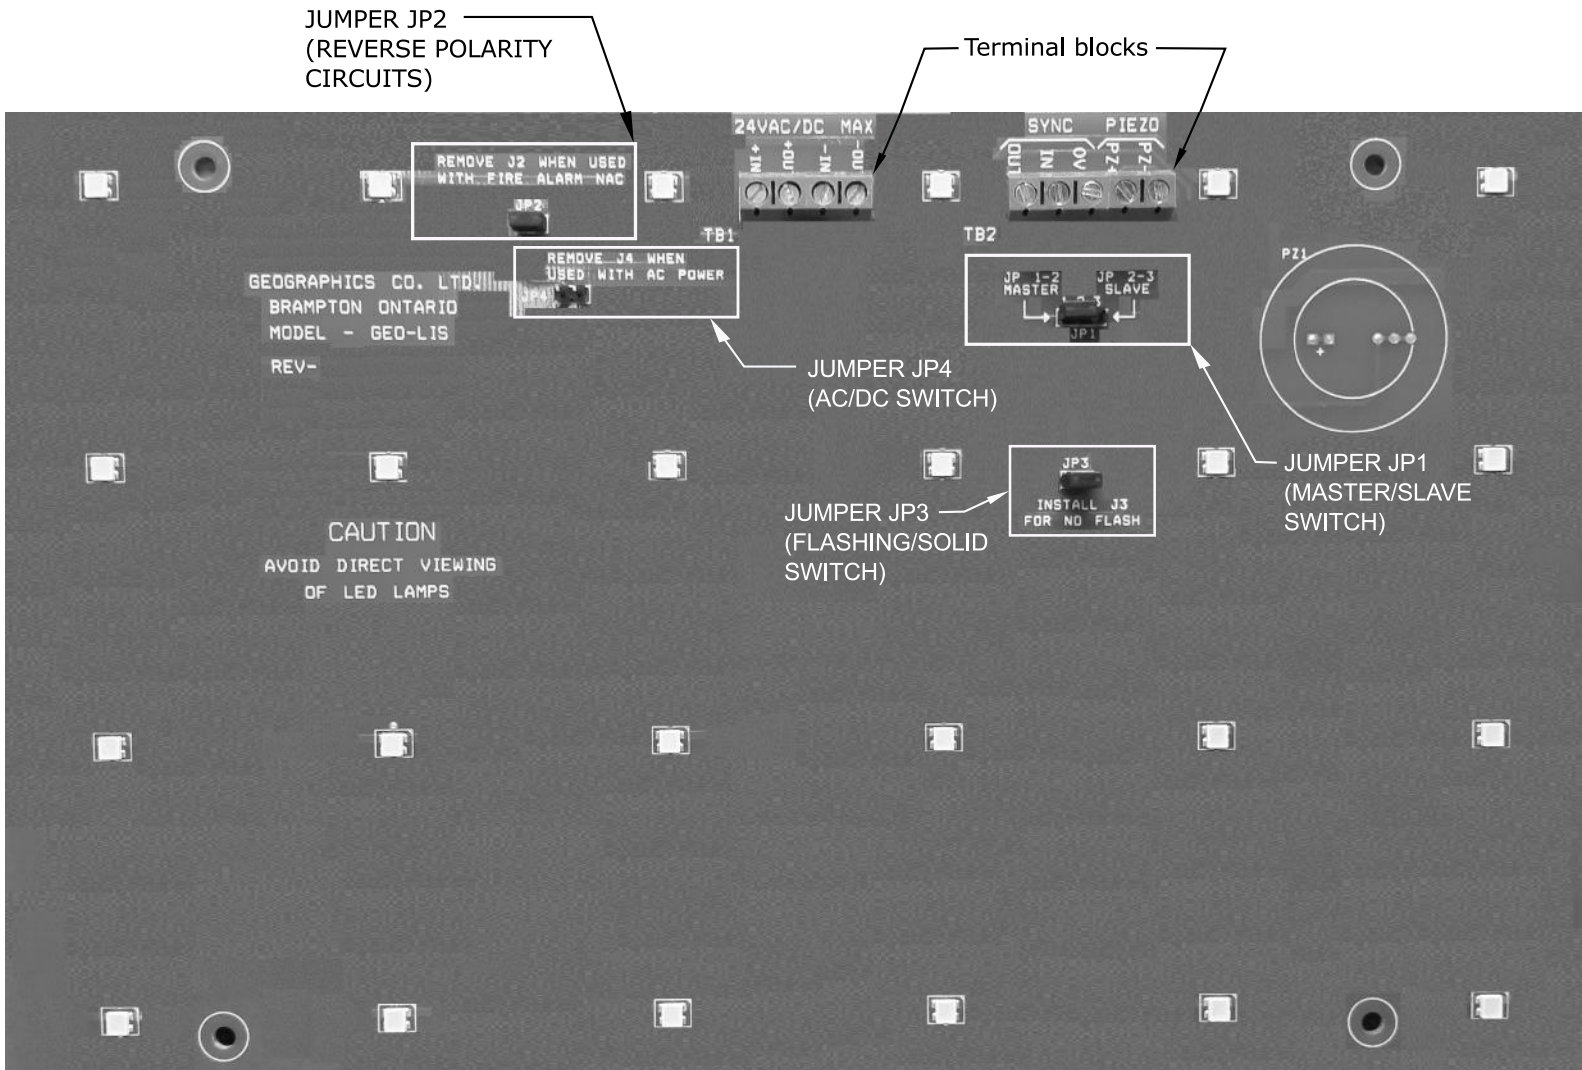 JUMPER JP2
(REVERSE POLARITY
CIRCUITS)
Terminal blocks
24VAC/DC MAX
SYNC PIEZO
+IN
+OU
-IN
-OU
OUT
IN
0V
PZ+
PZ-
REMOVE J2 WHEN USED
WITH FIRE ALARM NAC
JP2
TB1
TB2
REMOVE J4 WHEN
USED WITH AC POWER
JP4
GEOGRAPHICS CO. LTD.
BRAMPTON ONTARIO
MODEL - GEO-LIS
REV-
JP 1-2
MASTER
JP 2-3
SLAVE
JP1
PZ1
+
JUMPER JP4
(AC/DC SWITCH)
JUMPER JP1
(MASTER/SLAVE
SWITCH)
JP3
INSTALL J3
FOR NO FLASH
JUMPER JP3
(FLASHING/SOLID
SWITCH)
CAUTION
AVOID DIRECT VIEWING
OF LED LAMPS